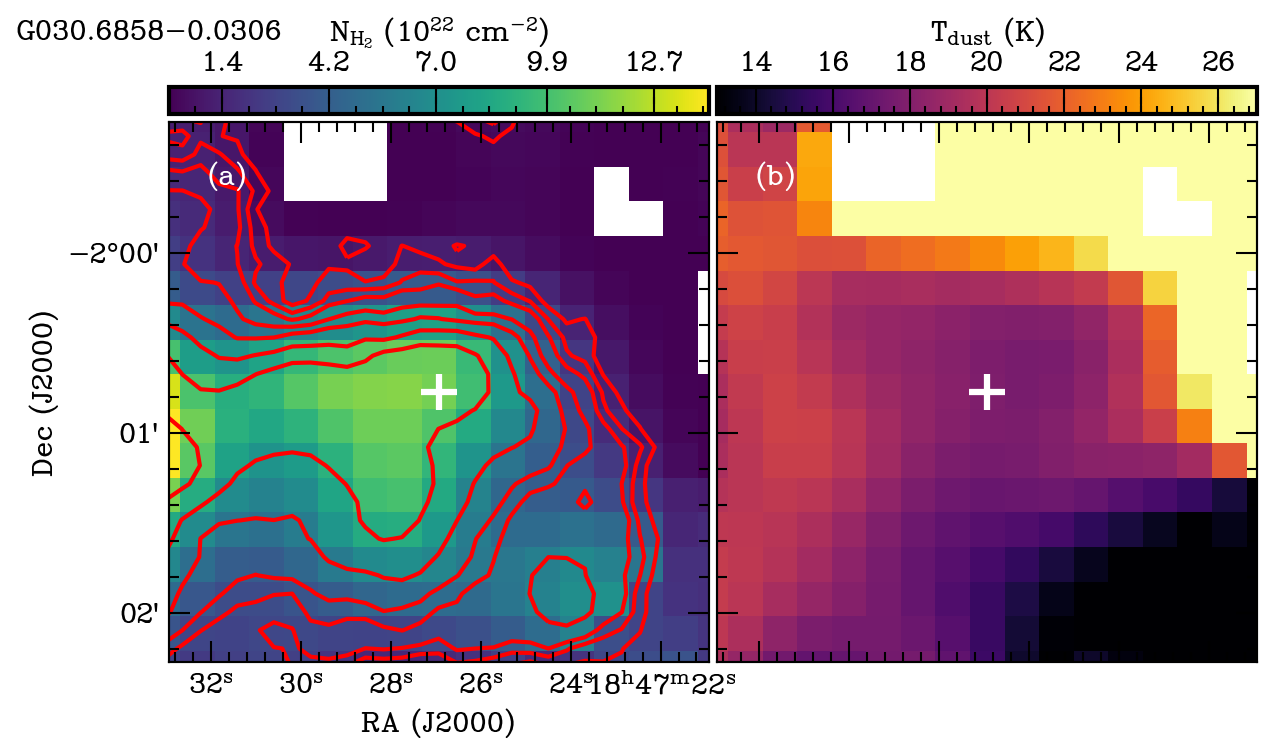 G030.6858−0.0306 N_H₂ (10²² cm⁻²) T_dust (K)
1.4 4.2 7.0 9.9 12.7 14 16 18 20 22 24 26
(a) (b)
−2°00'
01'
02'
Dec (J2000)
32ˢ 30ˢ 28ˢ 26ˢ 24ˢ 18ʰ47ᵐ22ˢ
RA (J2000)